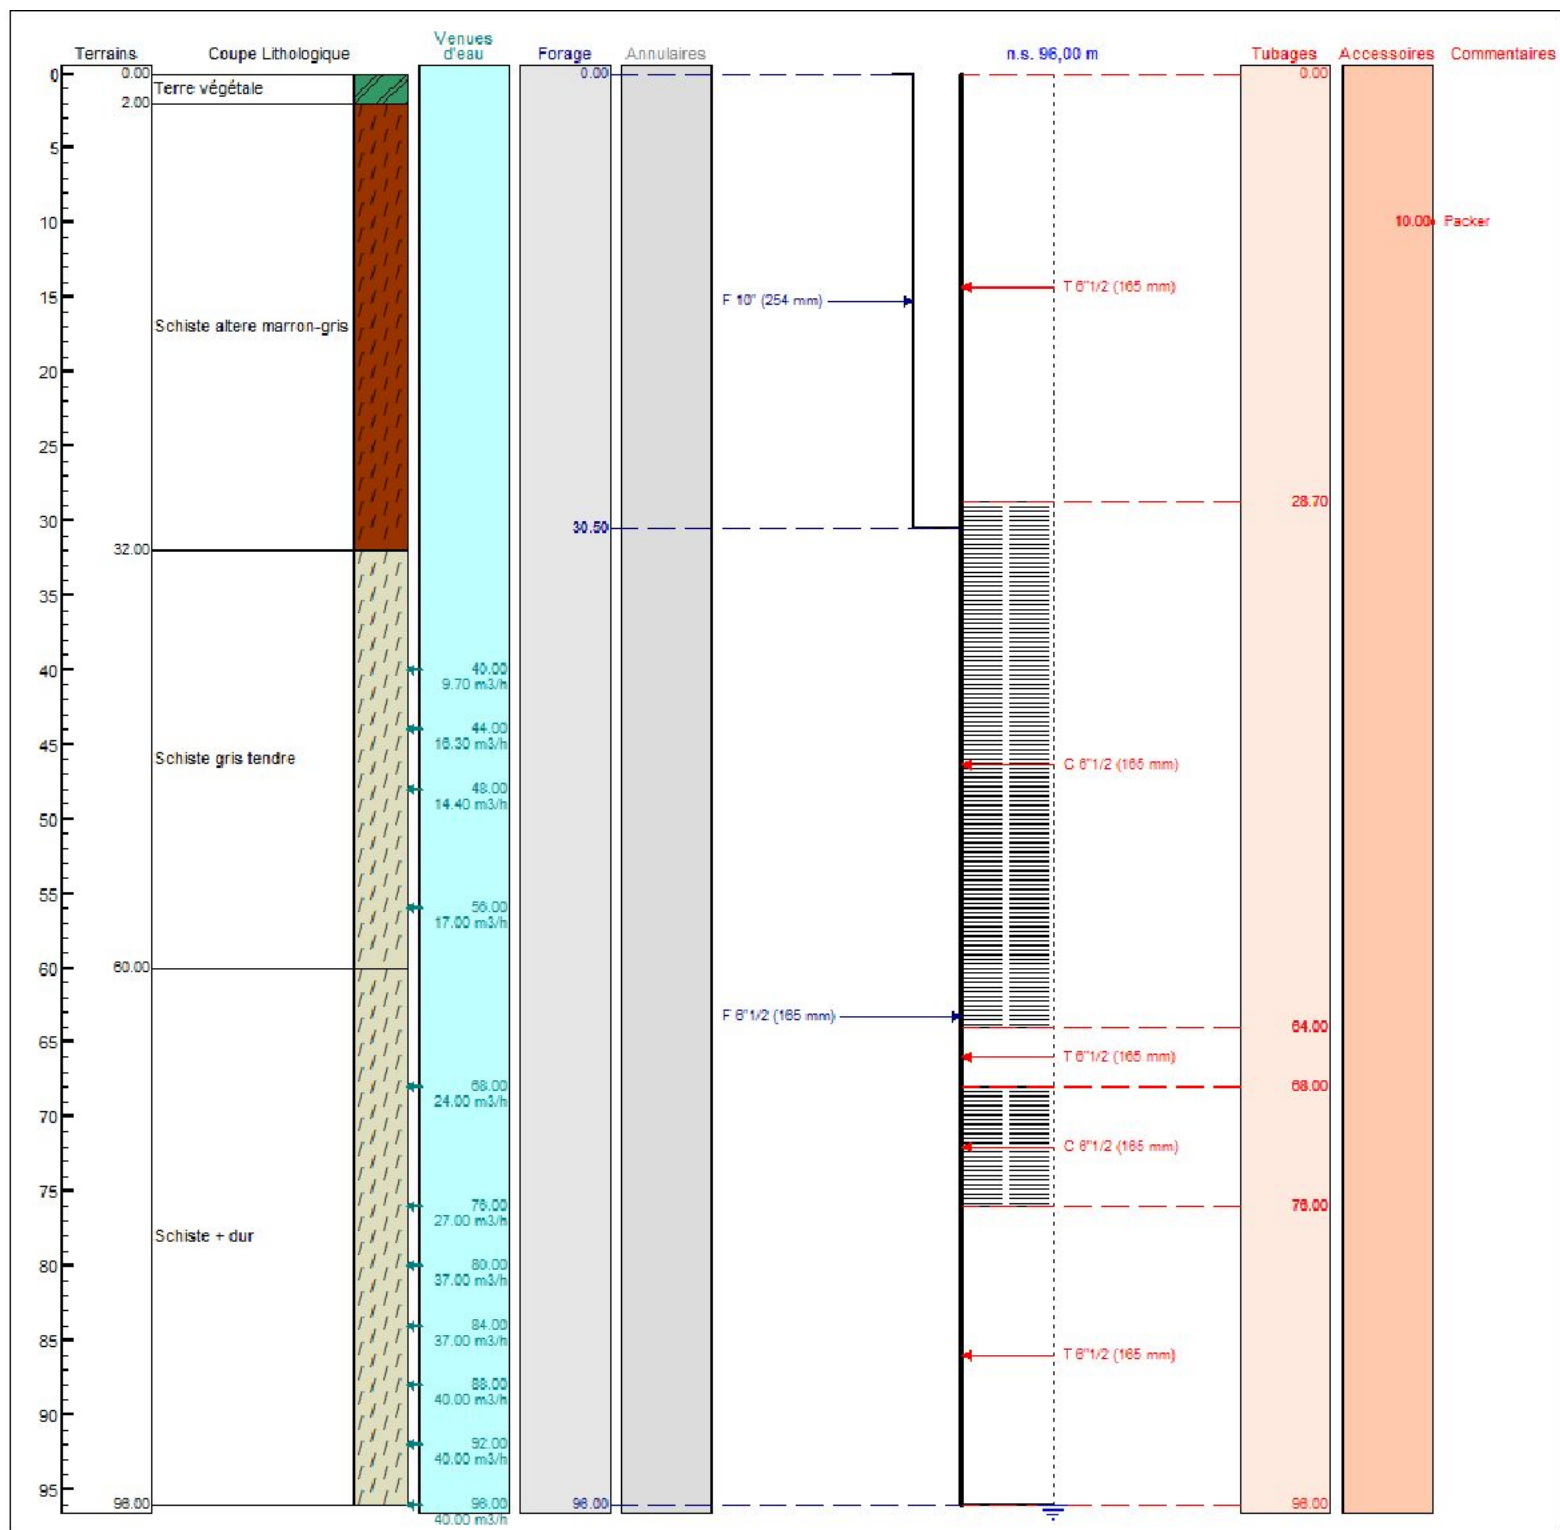 Terrains
Coupe Lithologique
Venues
d'eau
Forage
Annulaires
n.s. 96,00 m
Tubages
Accessoires
Commentaires
0
5
10
15
20
25
30
35
40
45
50
55
60
65
70
75
80
85
90
95
0.00
2.00
32.00
60.00
96.00
Terre végétale
Schiste altere marron-gris
Schiste gris tendre
Schiste + dur
40.00
9.70 m3/h
44.00
16.30 m3/h
48.00
14.40 m3/h
56.00
17.00 m3/h
68.00
24.00 m3/h
76.00
27.00 m3/h
80.00
37.00 m3/h
84.00
37.00 m3/h
88.00
40.00 m3/h
92.00
40.00 m3/h
96.00
40.00 m3/h
0.00
30.50
96.00
F 10" (254 mm)
F 6"1/2 (165 mm)
T 6"1/2 (165 mm)
C 6"1/2 (165 mm)
T 6"1/2 (165 mm)
C 6"1/2 (165 mm)
T 6"1/2 (165 mm)
0.00
28.70
64.00
68.00
76.00
96.00
10.00 Packer